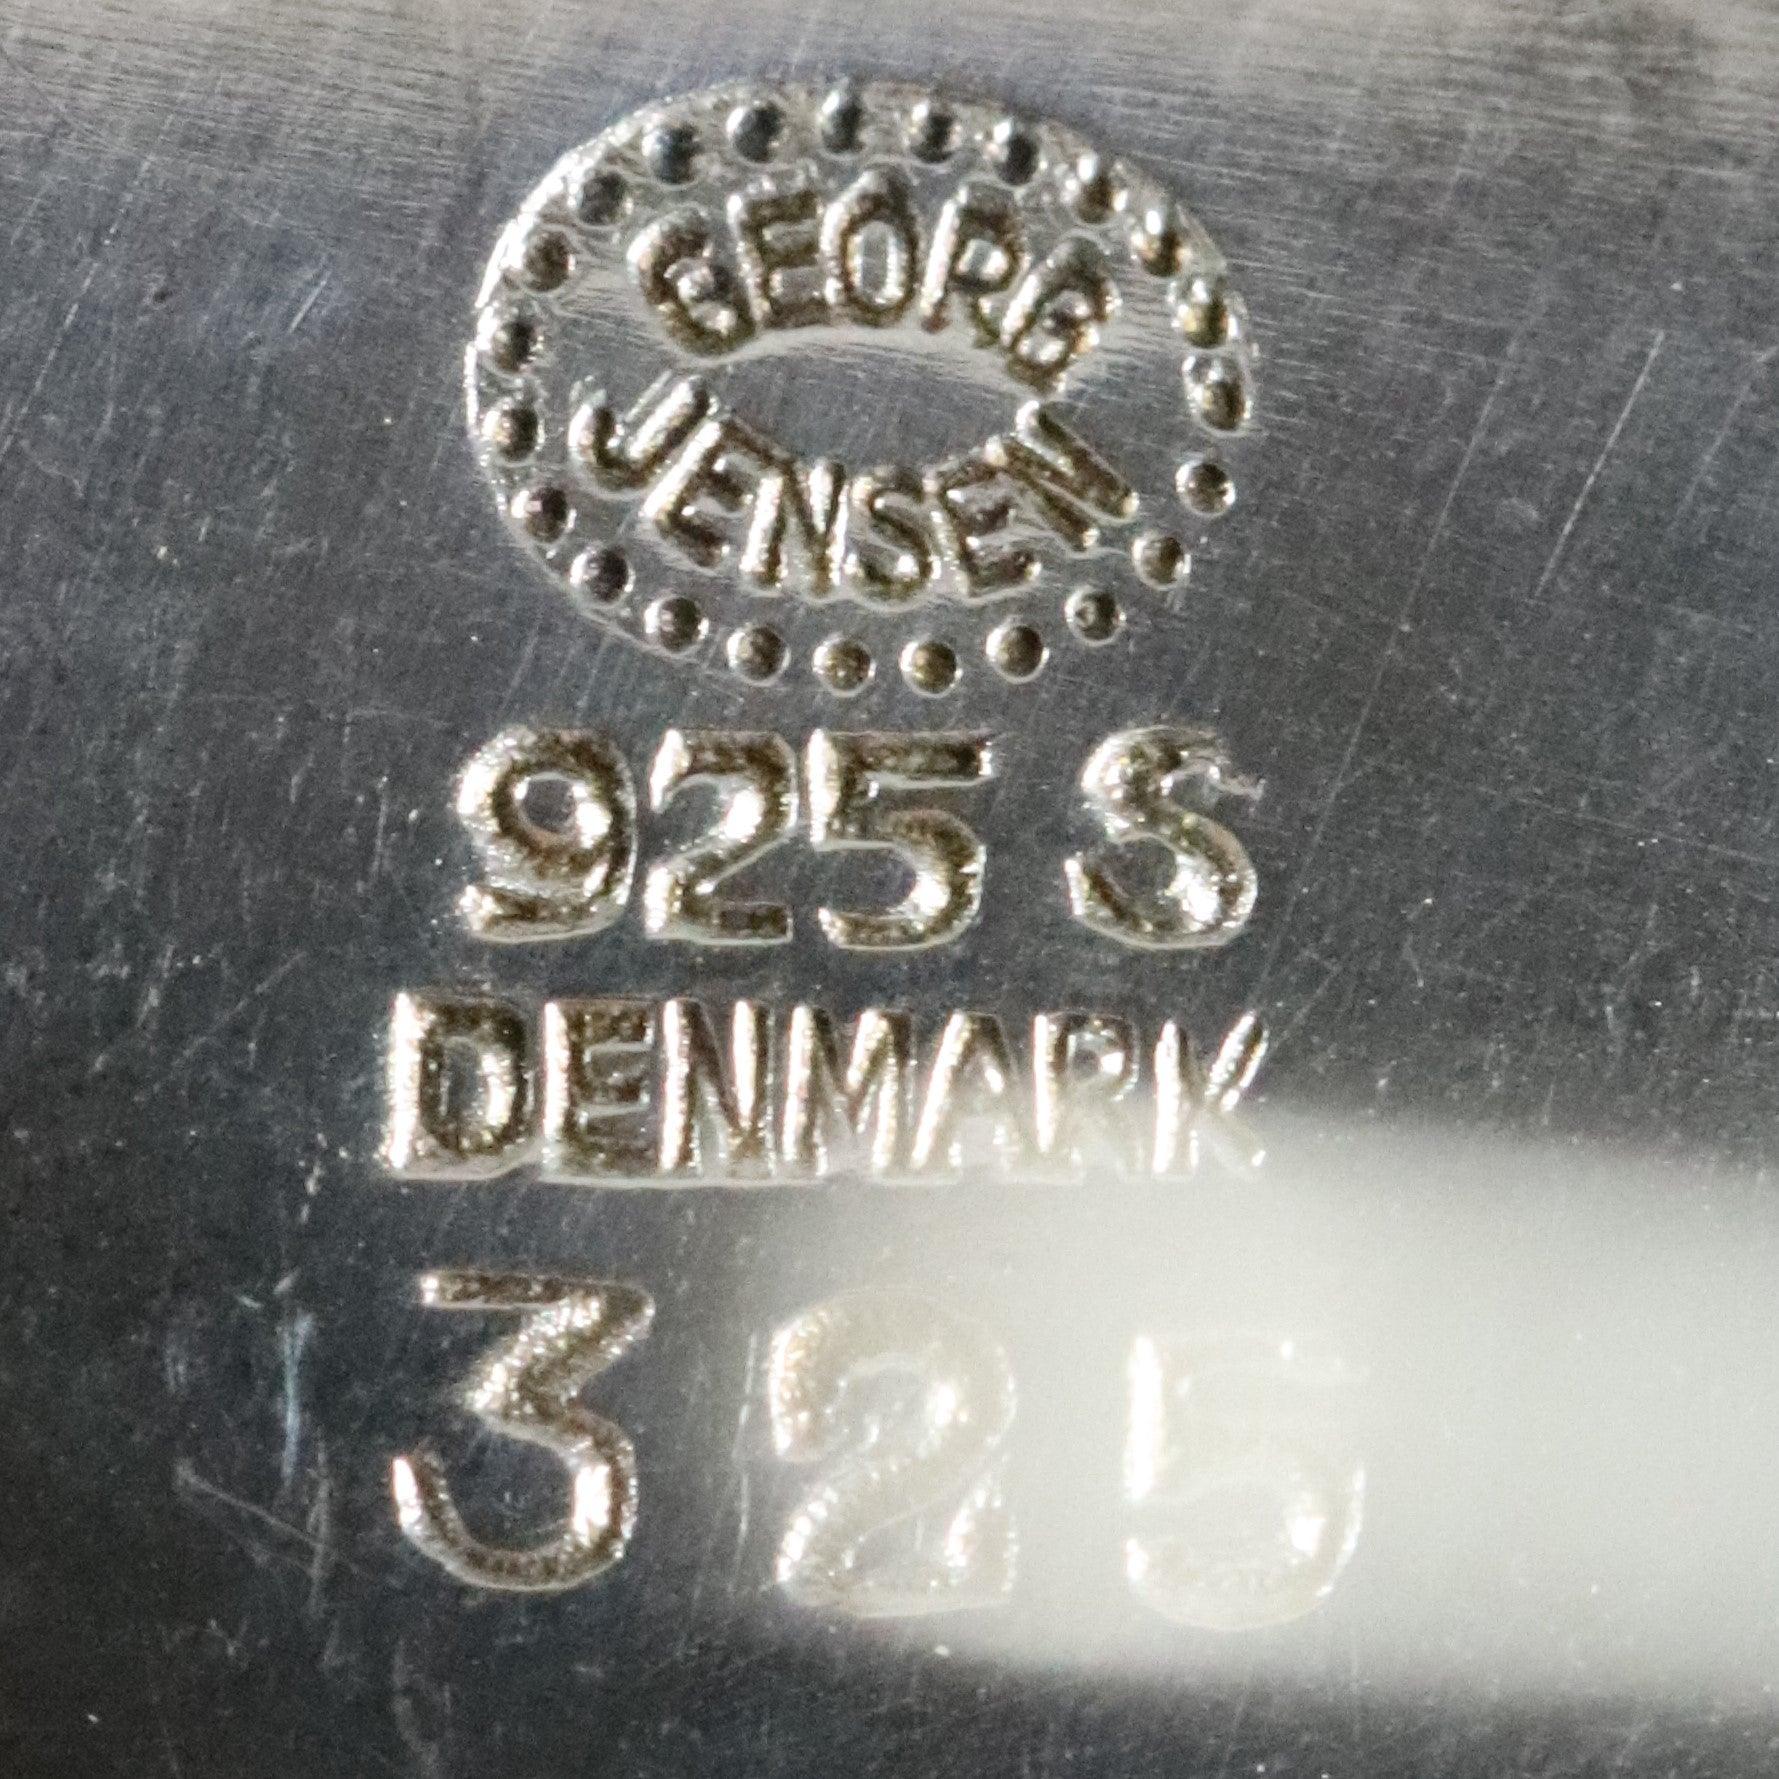 GEORG
JENSEN
925 S
DENMARK
325